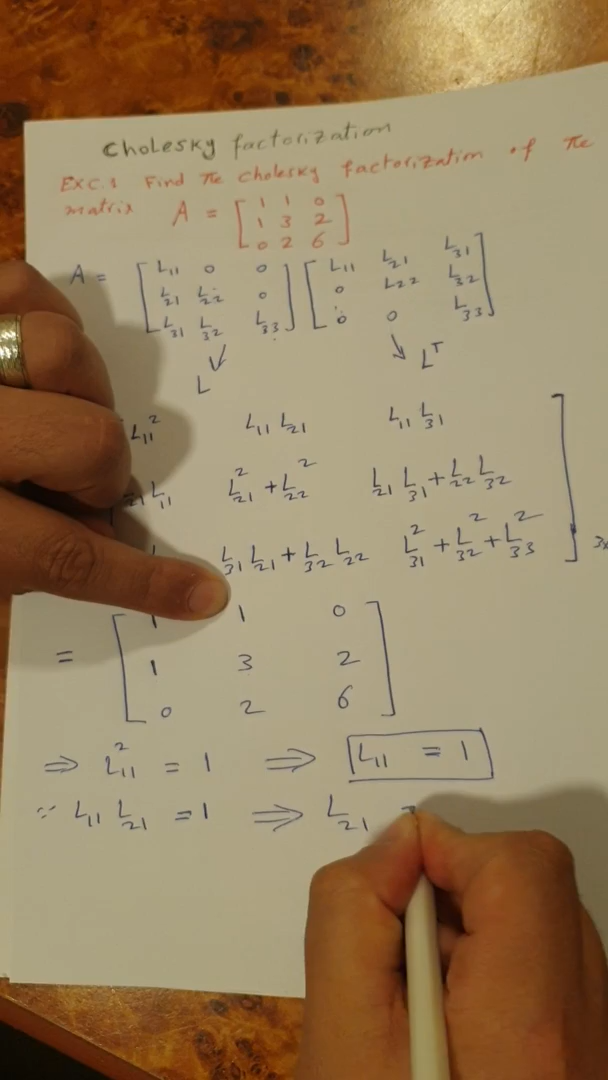 Cholesky factorization
Exc.1 Find the cholesky factorization of the
matrix A = [1 1 0
1 3 2
0 2 6]
A = [L11 0 0 [L11 L21 L31
L21 L22 0 0 L22 L32
L31 L32 L33] 0 0 L33]
L L^T
L11^2 L11 L21 L11 L31
L11 L21^2 + L22^2 L21 L31 + L22 L32
L31 L21 + L32 L22 L31^2 + L32^2 + L33^2 ] 3x
= [1 1 0
1 3 2
0 2 6]
⇒ L11^2 = 1 ⇒ L11 = 1
∵ L11 L21 = 1 ⇒ L21